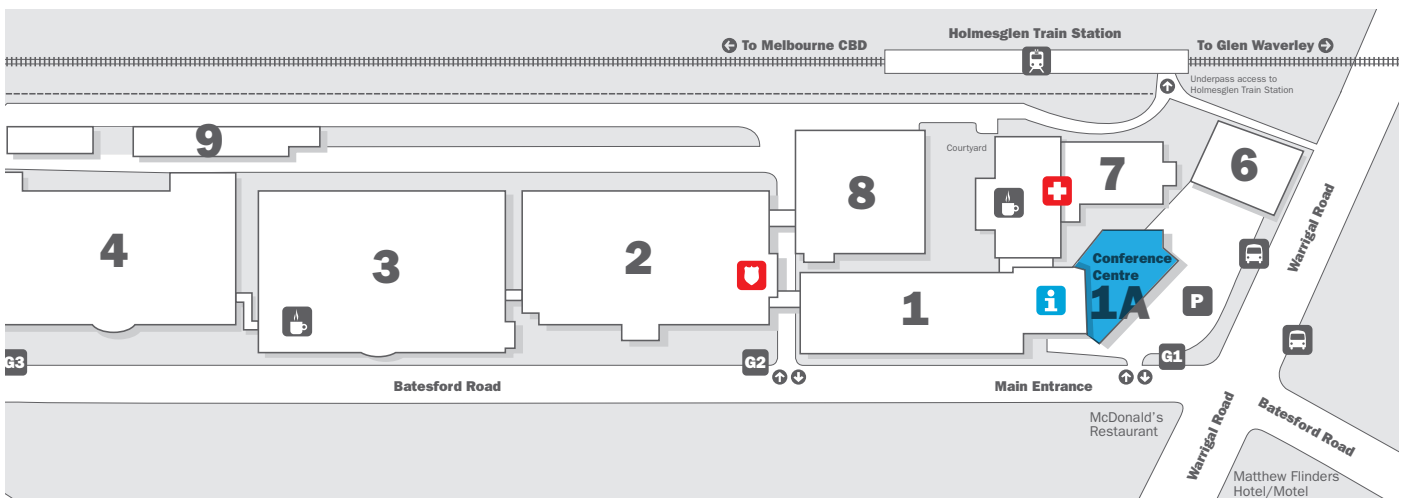 Holmesglen Train Station
To Melbourne CBD
To Glen Waverley
Underpass access to
Holmesglen Train Station
9
Courtyard
7
6
8
4
3
2
Conference
Centre
1A
1
i
P
Warrigal Road
G3
G2
G1
Batesford Road
Main Entrance
McDonald's
Restaurant
Warrigal Road
Batesford Road
Matthew Flinders
Hotel/Motel